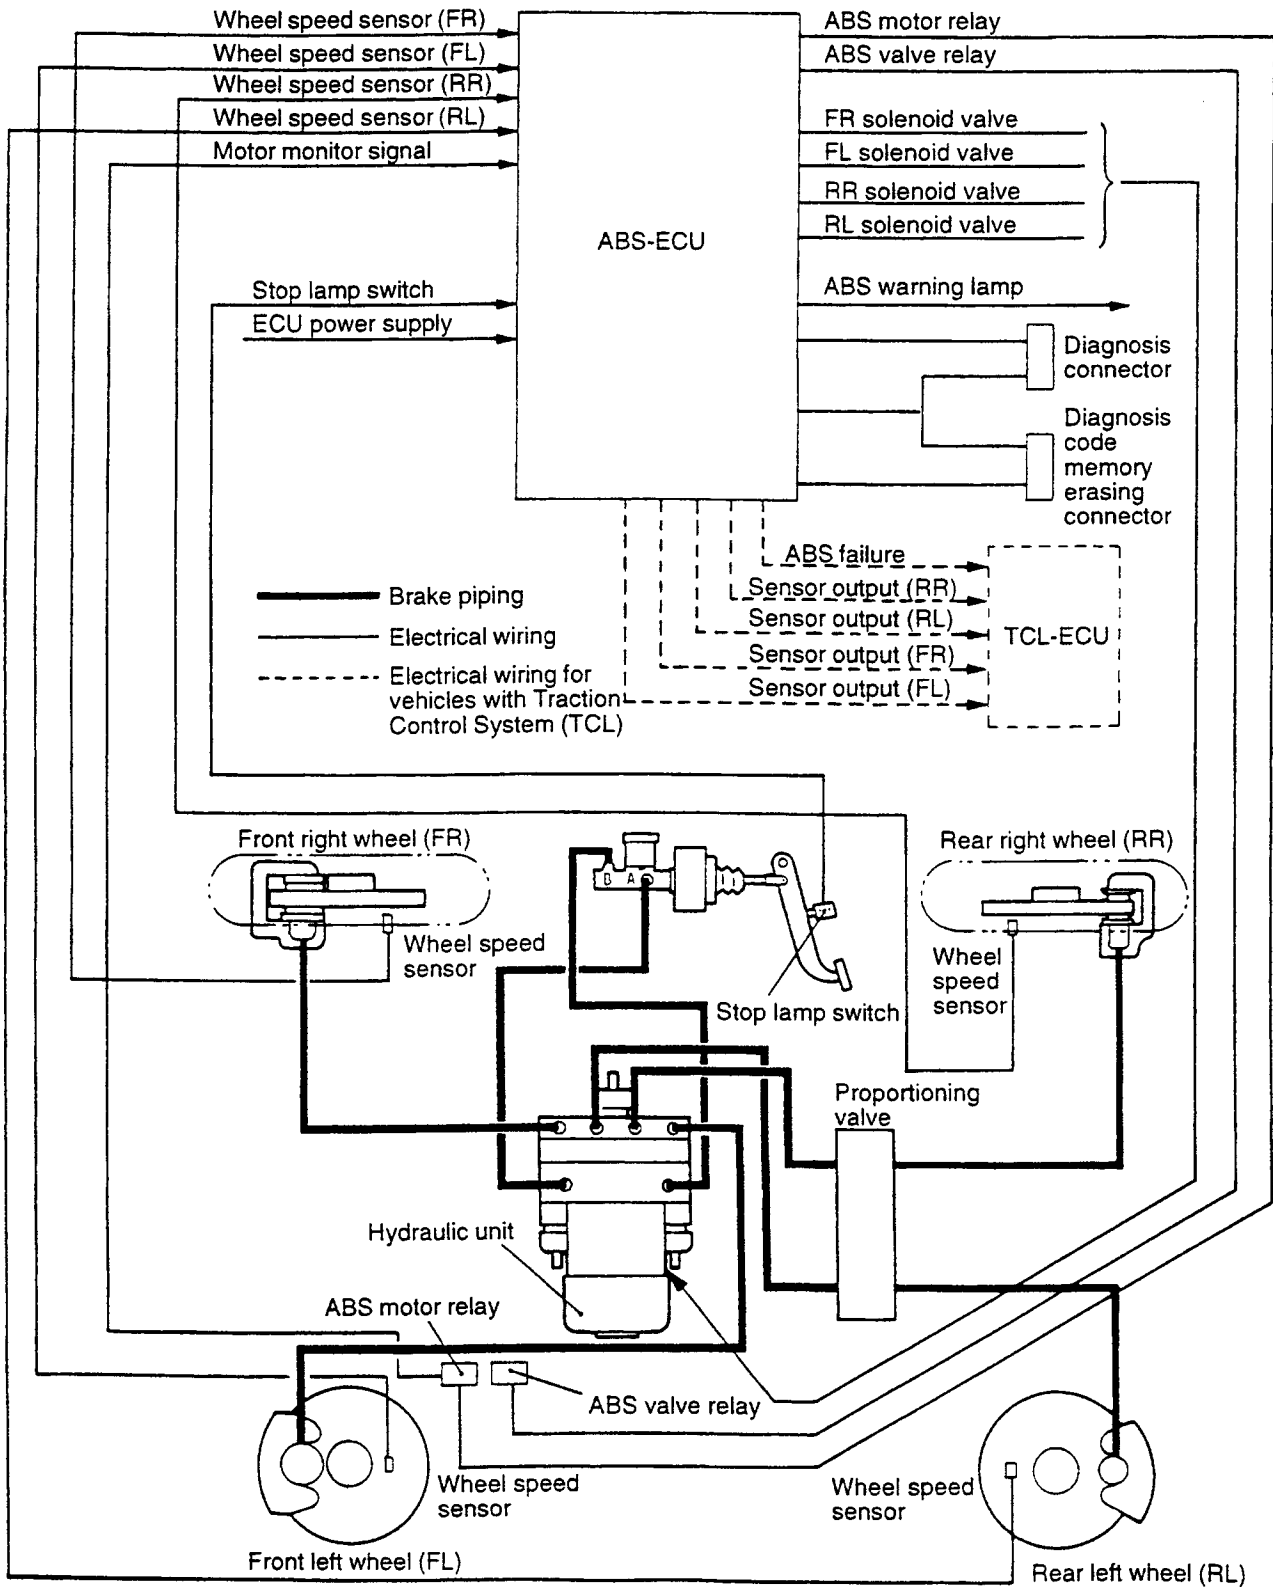 Wheel speed sensor (FR)
Wheel speed sensor (FL)
Wheel speed sensor (RR)
Wheel speed sensor (RL)
Motor monitor signal
Stop lamp switch
ECU power supply
ABS-ECU
ABS motor relay
ABS valve relay
FR solenoid valve
FL solenoid valve
RR solenoid valve
RL solenoid valve
ABS warning lamp
Diagnosis
connector
Diagnosis
code
memory
erasing
connector
ABS failure
Sensor output (RR)
Sensor output (RL)
Sensor output (FR)
Sensor output (FL)
TCL-ECU
Brake piping
Electrical wiring
Electrical wiring for
vehicles with Traction
Control System (TCL)
Front right wheel (FR)
Wheel speed
sensor
B A
Stop lamp switch
Rear right wheel (RR)
Wheel
speed
sensor
Proportioning
valve
Hydraulic unit
ABS motor relay
ABS valve relay
Wheel speed
sensor
Front left wheel (FL)
Wheel speed
sensor
Rear left wheel (RL)